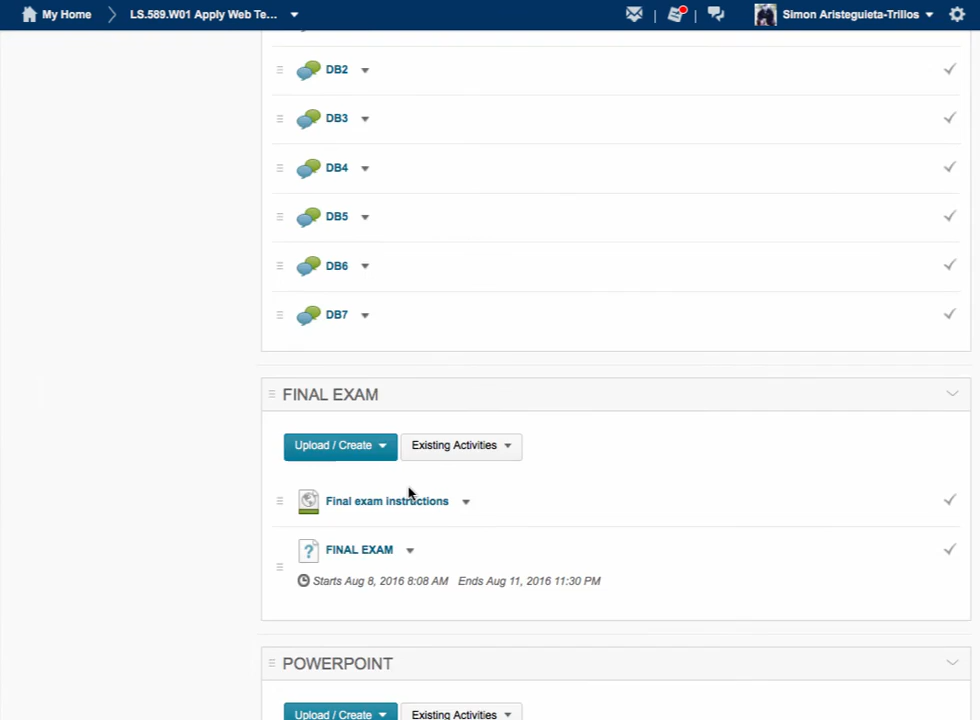 My Home
LS.589.W01 Apply Web Te...
Simon Aristeguieta-Trillos
DB2
DB3
DB4
DB5
DB6
DB7
FINAL EXAM
Upload / Create
Existing Activities
Final exam instructions
FINAL EXAM
Starts Aug 8, 2016 8:08 AM Ends Aug 11, 2016 11:30 PM
POWERPOINT
Upload / Create
Existing Activities